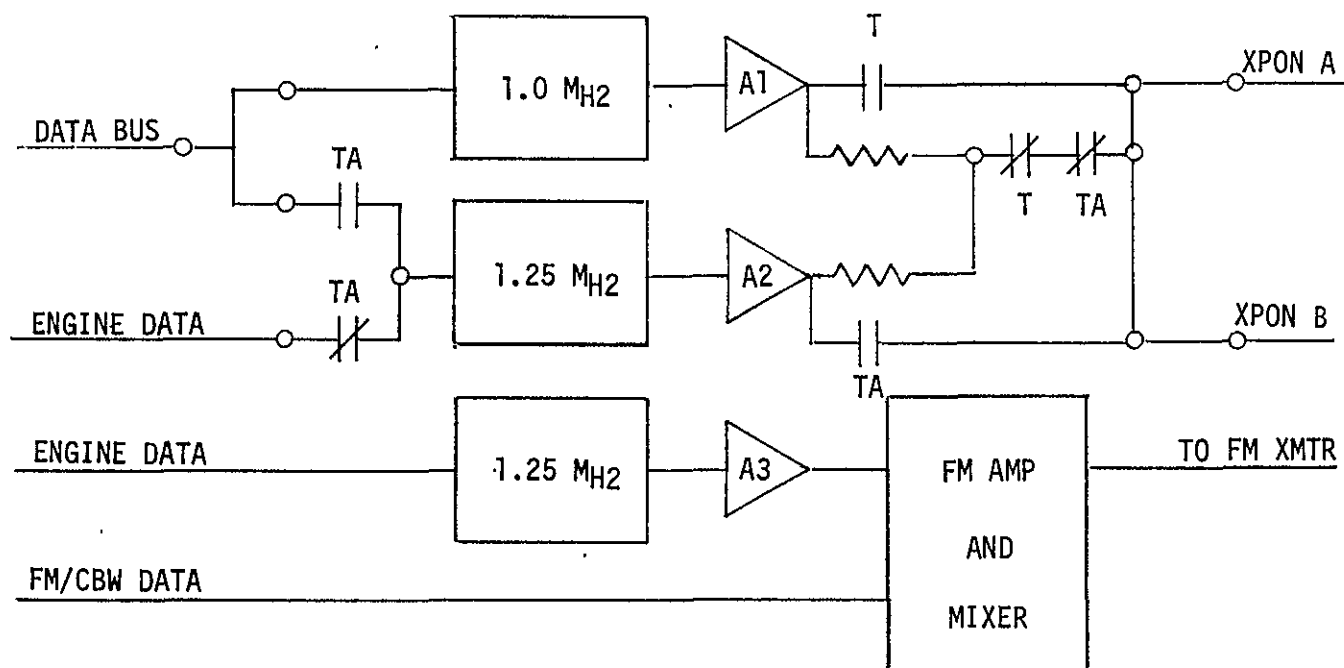 T
XPON A
1.0 MH2
A1
DATA BUS
TA
T
TA
1.25 MH2
A2
TA
ENGINE DATA
XPON B
TA
ENGINE DATA
1.25 MH2
A3
FM AMP
AND
MIXER
TO FM XMTR
FM/CBW DATA